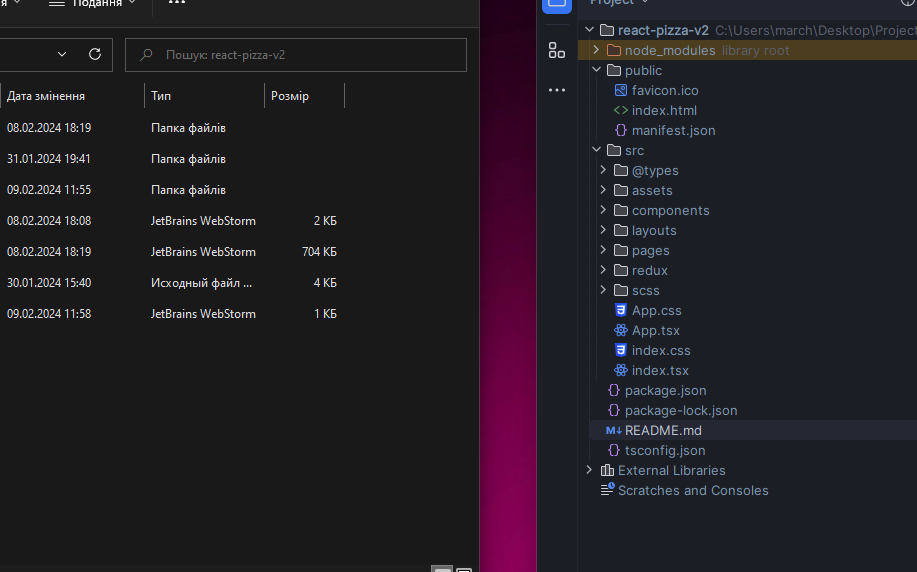 я
Подання
Пошук: react-pizza-v2
Дата змінення Тип Розмір
08.02.2024 18:19 Папка файлів
31.01.2024 19:41 Папка файлів
09.02.2024 11:55 Папка файлів
08.02.2024 18:08 JetBrains WebStorm 2 КБ
08.02.2024 18:19 JetBrains WebStorm 704 КБ
30.01.2024 15:40 Исходный файл ... 4 КБ
09.02.2024 11:58 JetBrains WebStorm 1 КБ
Project
react-pizza-v2 C:\Users\march\Desktop\Project
node_modules library root
public
favicon.ico
<> index.html
{} manifest.json
src
@types
assets
components
layouts
pages
redux
scss
App.css
App.tsx
index.css
index.tsx
{} package.json
{} package-lock.json
M↓ README.md
{} tsconfig.json
External Libraries
Scratches and Consoles